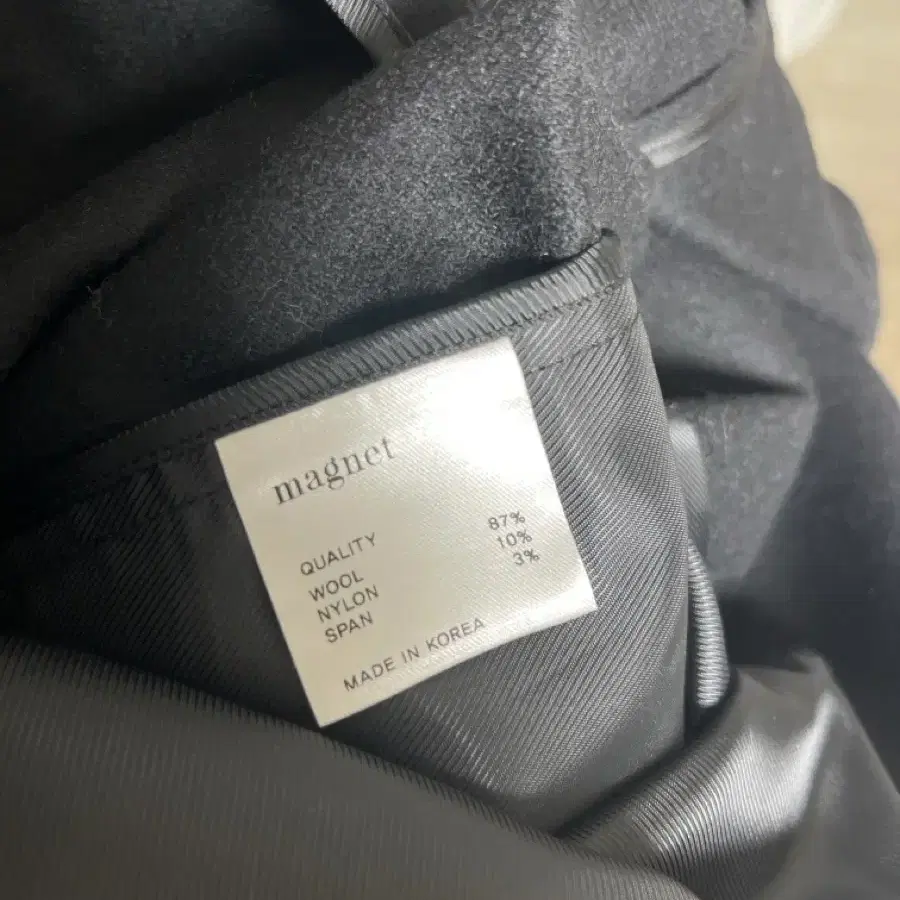 magnet
QUALITY
WOOL 87%
NYLON 10%
SPAN 3%
MADE IN KOREA